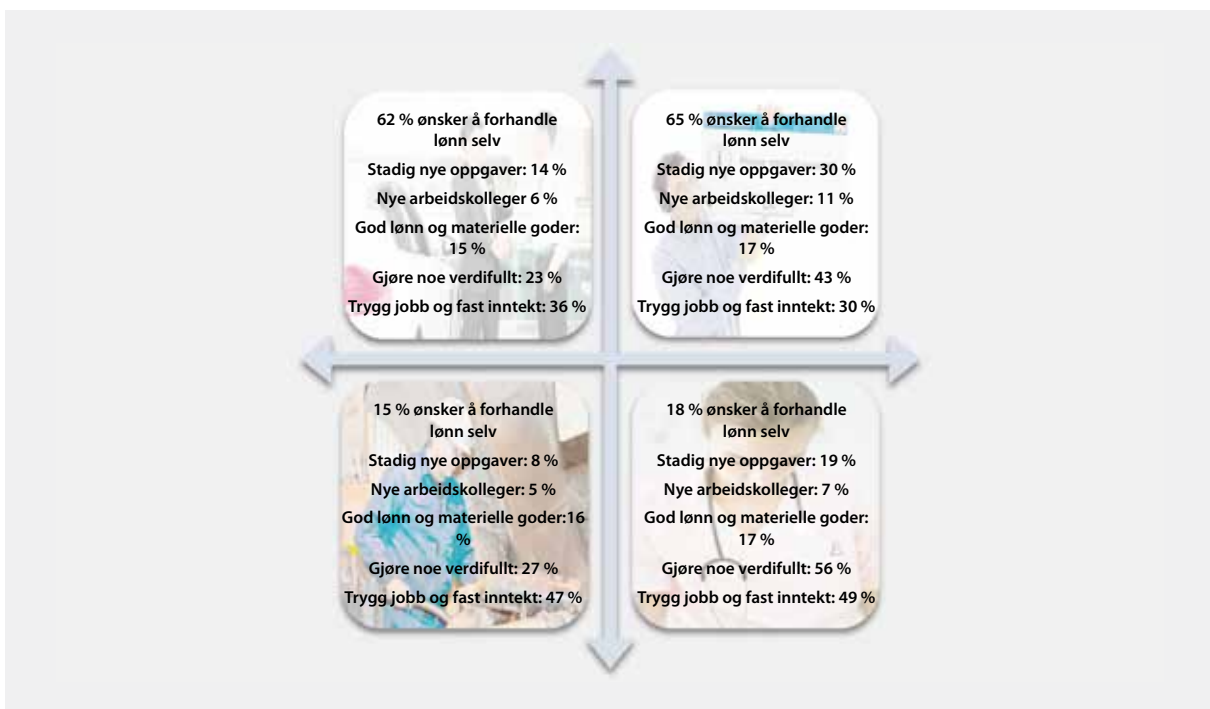 62 % ønsker å forhandle
lønn selv
Stadig nye oppgaver: 14 %
Nye arbeidskolleger 6 %
God lønn og materielle goder:
15 %
Gjøre noe verdifullt: 23 %
Trygg jobb og fast inntekt: 36 %
65 % ønsker å forhandle
lønn selv
Stadig nye oppgaver: 30 %
Nye arbeidskolleger: 11 %
God lønn og materielle goder:
17 %
Gjøre noe verdifullt: 43 %
Trygg jobb og fast inntekt: 30 %
15 % ønsker å forhandle
lønn selv
Stadig nye oppgaver: 8 %
Nye arbeidskolleger: 5 %
God lønn og materielle goder:16
%
Gjøre noe verdifullt: 27 %
Trygg jobb og fast inntekt: 47 %
18 % ønsker å forhandle
lønn selv
Stadig nye oppgaver: 19 %
Nye arbeidskolleger: 7 %
God lønn og materielle goder:
17 %
Gjøre noe verdifullt: 56 %
Trygg jobb og fast inntekt: 49 %